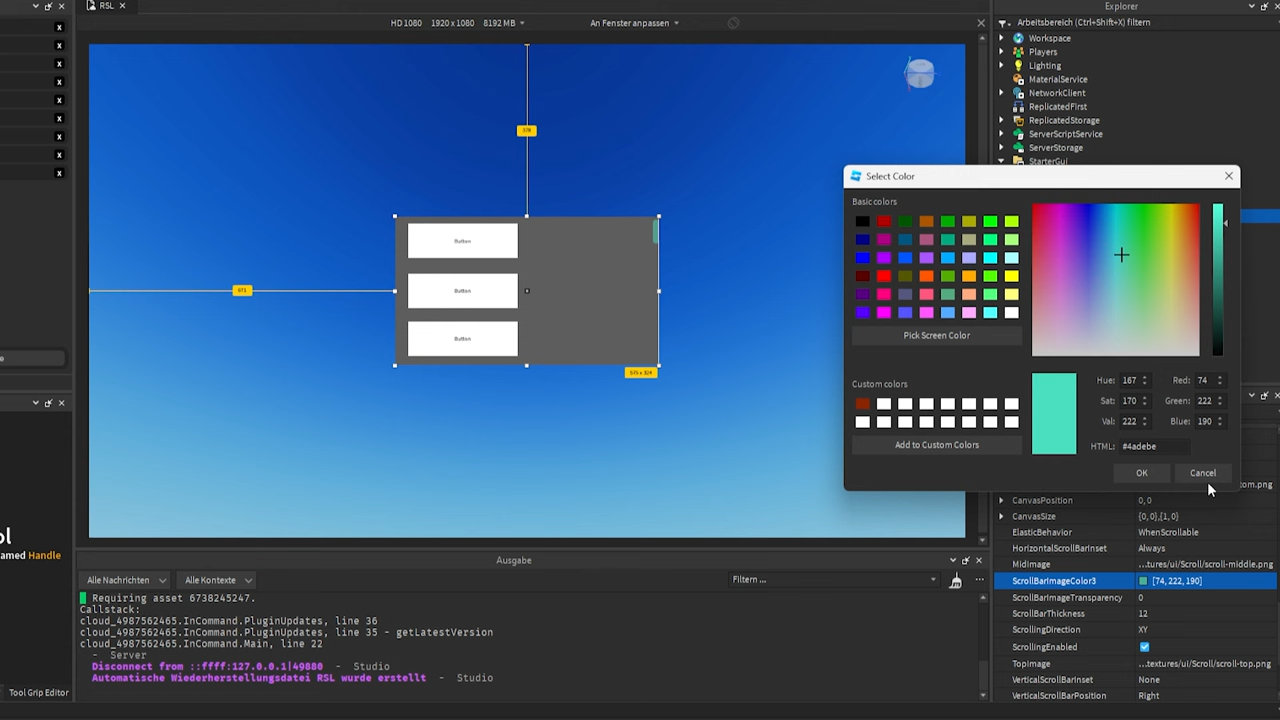 RSL
Explorer
HD 1080 1920 x 1080 8192 MB
An Fenster anpassen
Arbeitsbereich (Ctrl+Shift+X) filtern
Workspace
Players
Lighting
MaterialService
NetworkClient
ReplicatedFirst
ReplicatedStorage
ServerScriptService
ServerStorage
StarterGui
Button
Button
Button
Select Color
Basic colors
Pick Screen Color
Custom colors
Add to Custom Colors
Hue: 167 Red: 74
Sat: 170 Green: 222
Val: 222 Blue: 190
HTML: #4adebe
OK Cancel
tom.png
CanvasPosition 0, 0
CanvasSize {0, 0},{1, 0}
ElasticBehavior WhenScrollable
HorizontalScrollBarInset Always
MidImage ...tures/ui/Scroll/scroll-middle.png
ScrollBarImageColor3 [74, 222, 190]
ScrollBarImageTransparency 0
ScrollBarThickness 12
ScrollingDirection XY
ScrollingEnabled
TopImage ...textures/ui/Scroll/scroll-top.png
VerticalScrollBarInset None
VerticalScrollBarPosition Right
ol
amed Handle
Tool Grip Editor
Ausgabe
Alle Nachrichten Alle Kontexte Filtern ...
Requiring asset 6738245247.
Callstack:
cloud_4987562465.InCommand.PluginUpdates, line 36
cloud_4987562465.InCommand.PluginUpdates, line 35 - getLatestVersion
cloud_4987562465.InCommand.Main, line 22
- Server
Disconnect from ::ffff:127.0.0.1|49880 - Studio
Automatische Wiederherstellungsdatei RSL wurde erstellt - Studio